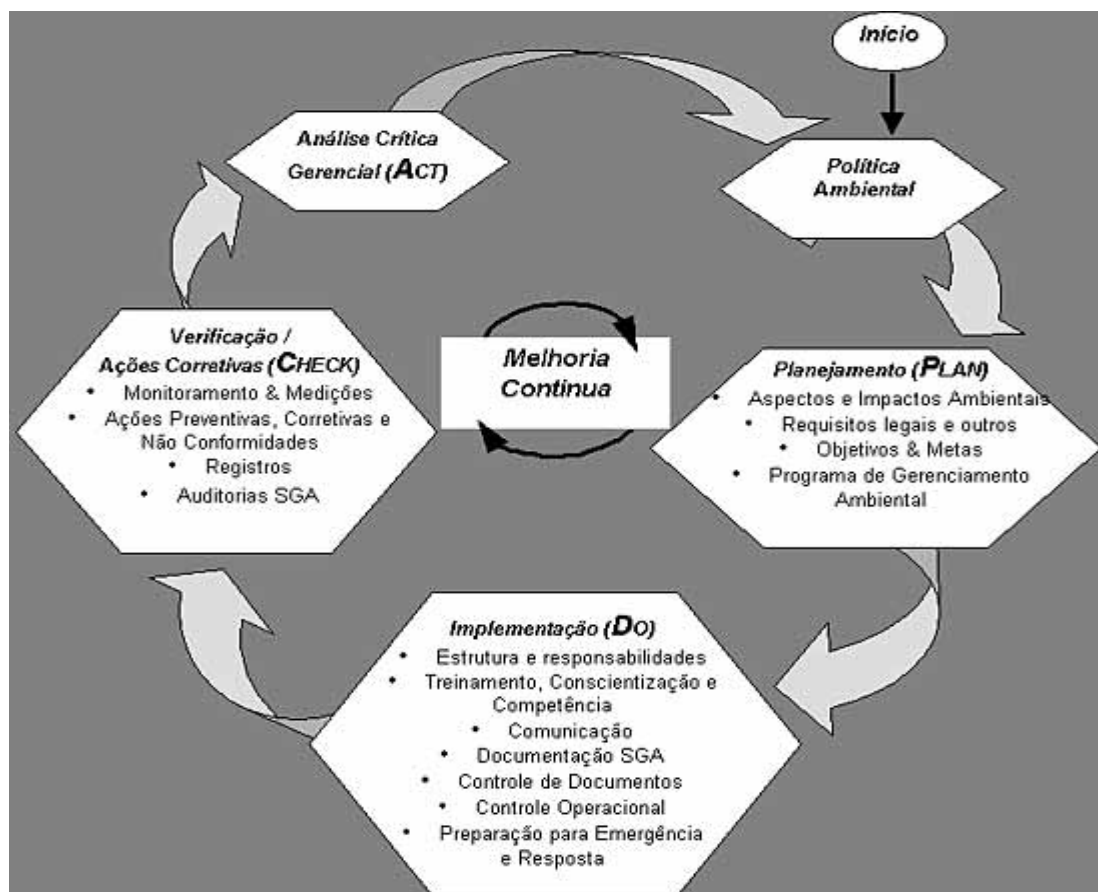 Início
Política
Ambiental
Planejamento (PLAN)
• Aspectos e Impactos Ambientais
• Requisitos legais e outros
• Objetivos & Metas
• Programa de Gerenciamento
Ambiental
Implementação (DO)
• Estrutura e responsabilidades
• Treinamento, Conscientização e
Competência
• Comunicação
• Documentação SGA
• Controle de Documentos
• Controle Operacional
• Preparação para Emergência
e Resposta
Verificação /
Ações Corretivas (CHECK)
• Monitoramento & Medições
• Ações Preventivas, Corretivas e
Não Conformidades
• Registros
• Auditorias SGA
Análise Crítica
Gerencial (ACT)
Melhoria
Contínua